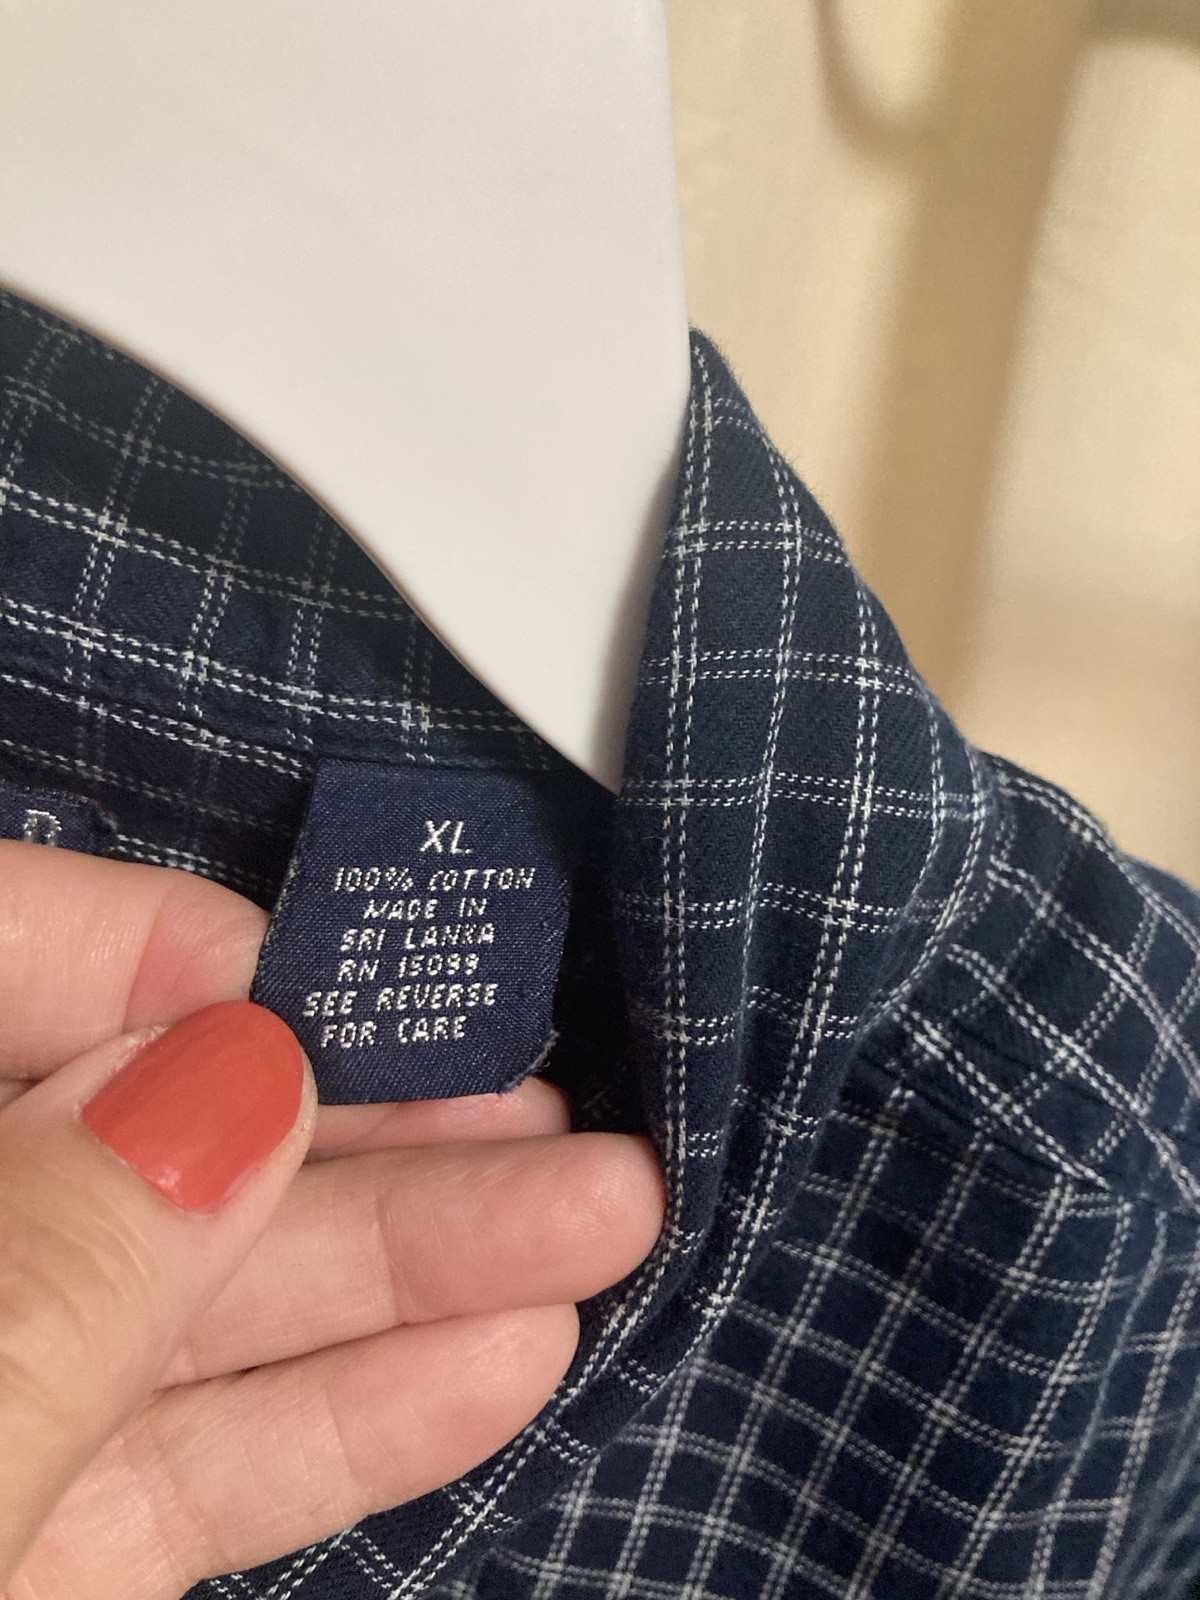 XL
100% COTTON
MADE IN
SRI LANKA
RN 15099
SEE REVERSE
FOR CARE